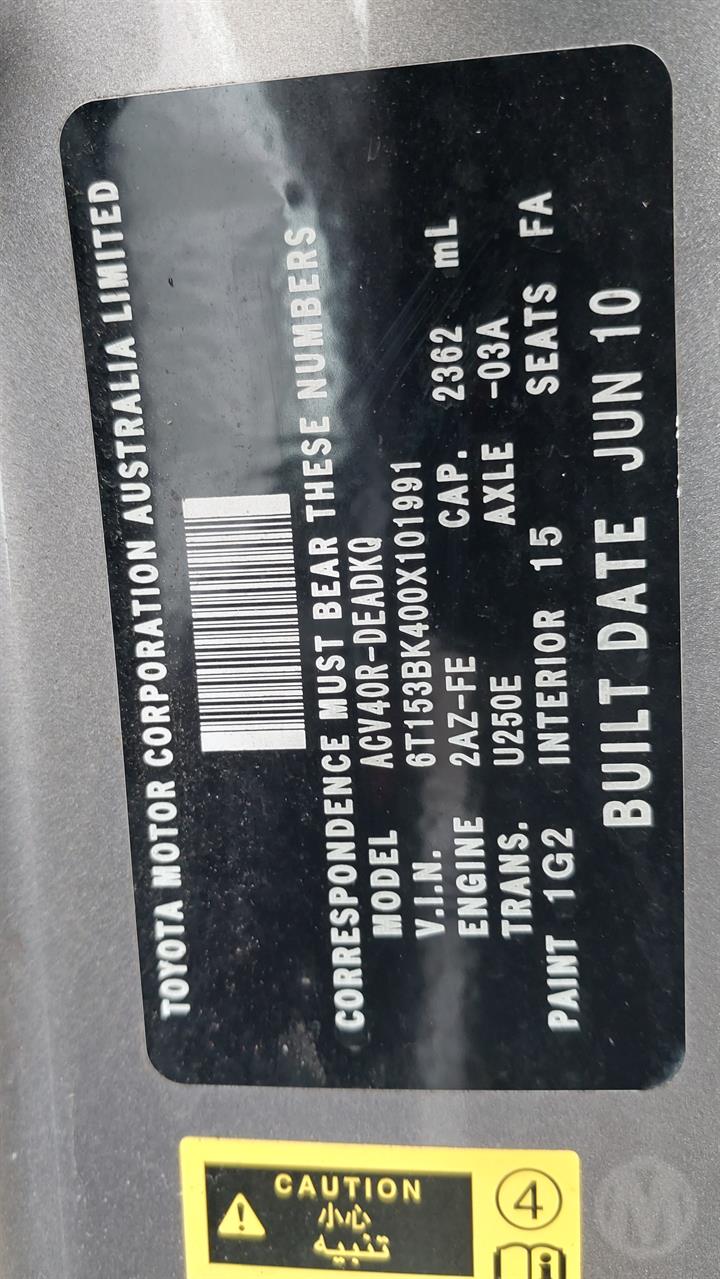 TOYOTA MOTOR CORPORATION AUSTRALIA LIMITED
CORRESPONDENCE MUST BEAR THESE NUMBERS
MODEL ACV40R-DEADKQ
V.I.N. 6T153BK400X101991
ENGINE 2AZ-FE CAP. 2362 mL
TRANS. U250E AXLE -03A
PAINT 1G2 INTERIOR 15 SEATS FA
BUILT DATE JUN 10
CAUTION
小心
تنبيه
4
i
M